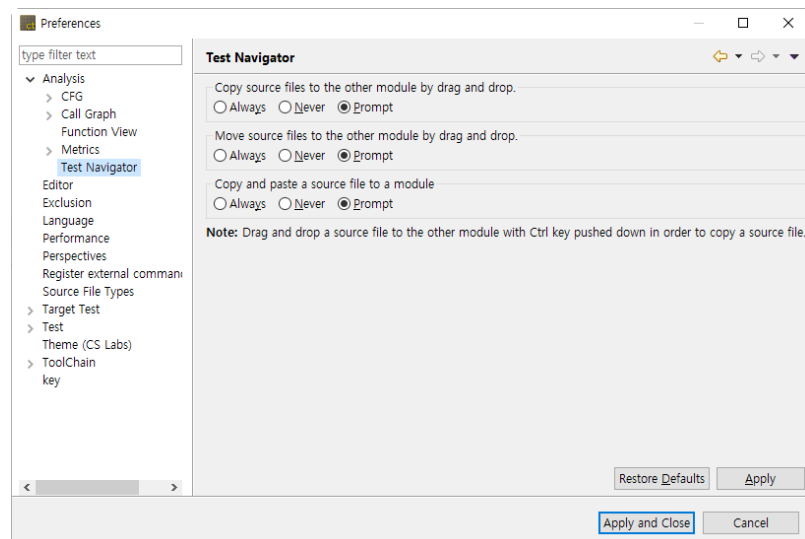 Preferences
type filter text
Analysis
CFG
Call Graph
Function View
Metrics
Test Navigator
Editor
Exclusion
Language
Performance
Perspectives
Register external comman
Source File Types
Target Test
Test
Theme (CS Labs)
ToolChain
key
Test Navigator
Copy source files to the other module by drag and drop.
Always Never Prompt
Move source files to the other module by drag and drop.
Always Never Prompt
Copy and paste a source file to a module
Always Never Prompt
Note: Drag and drop a source file to the other module with Ctrl key pushed down in order to copy a source file.
Restore Defaults Apply
Apply and Close Cancel